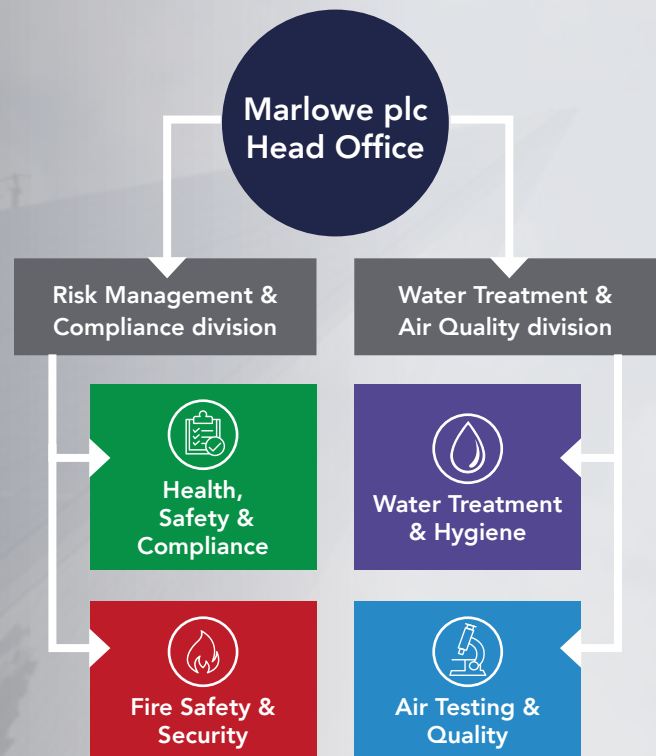 Marlowe plc
Head Office
Risk Management &
Compliance division
Water Treatment &
Air Quality division
Health,
Safety &
Compliance
Water Treatment
& Hygiene
Fire Safety &
Security
Air Testing &
Quality